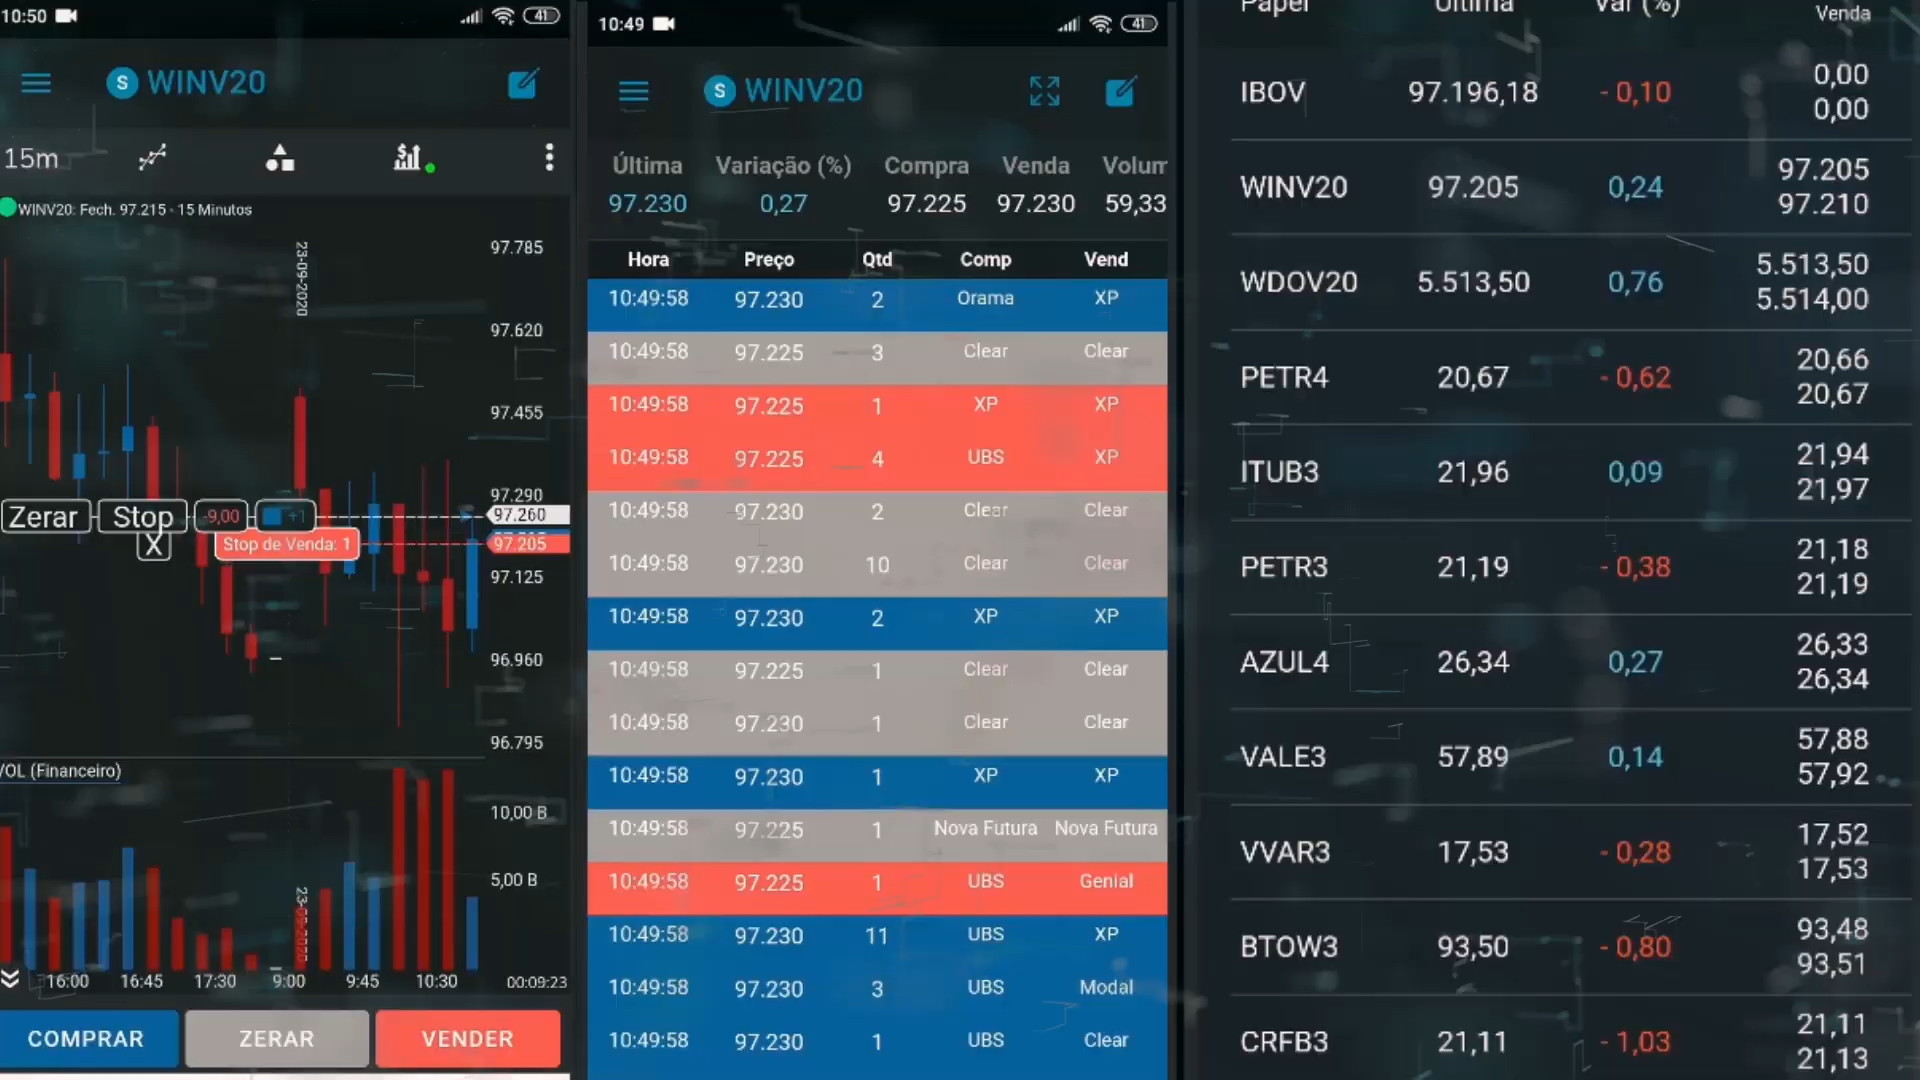 10:50
41
WINV20
15m
WINV20: Fech. 97.215 - 15 Minutos
23-09-2020
97.785
97.620
97.455
97.290
97.260
97.205
97.125
96.960
96.795
Zerar
Stop
-9,00
+1
X
Stop de Venda: 1
VOL (Financeiro)
10,00 B
5,00 B
23-09-2020
16:00 16:45 17:30 9:00 9:45 10:30 00:09:23
COMPRAR ZERAR VENDER
10:49
41
WINV20
Última Variação (%) Compra Venda Volum
97.230 0,27 97.225 97.230 59,33
Hora Preço Qtd Comp Vend
10:49:58 97.230 2 Orama XP
10:49:58 97.225 3 Clear Clear
10:49:58 97.225 1 XP XP
10:49:58 97.225 4 UBS XP
10:49:58 97.230 2 Clear Clear
10:49:58 97.230 10 Clear Clear
10:49:58 97.230 2 XP XP
10:49:58 97.225 1 Clear Clear
10:49:58 97.230 1 Clear Clear
10:49:58 97.230 1 XP XP
10:49:58 97.225 1 Nova Futura Nova Futura
10:49:58 97.225 1 UBS Genial
10:49:58 97.230 11 UBS XP
10:49:58 97.230 3 UBS Modal
10:49:58 97.230 1 UBS Clear
Papel Última Var (%) Venda
IBOV 97.196,18 - 0,10 0,00
0,00
WINV20 97.205 0,24 97.205
97.210
WDOV20 5.513,50 0,76 5.513,50
5.514,00
PETR4 20,67 - 0,62 20,66
20,67
ITUB3 21,96 0,09 21,94
21,97
PETR3 21,19 - 0,38 21,18
21,19
AZUL4 26,34 0,27 26,33
26,34
VALE3 57,89 0,14 57,88
57,92
VVAR3 17,53 - 0,28 17,52
17,53
BTOW3 93,50 - 0,80 93,48
93,51
CRFB3 21,11 - 1,03 21,11
21,13